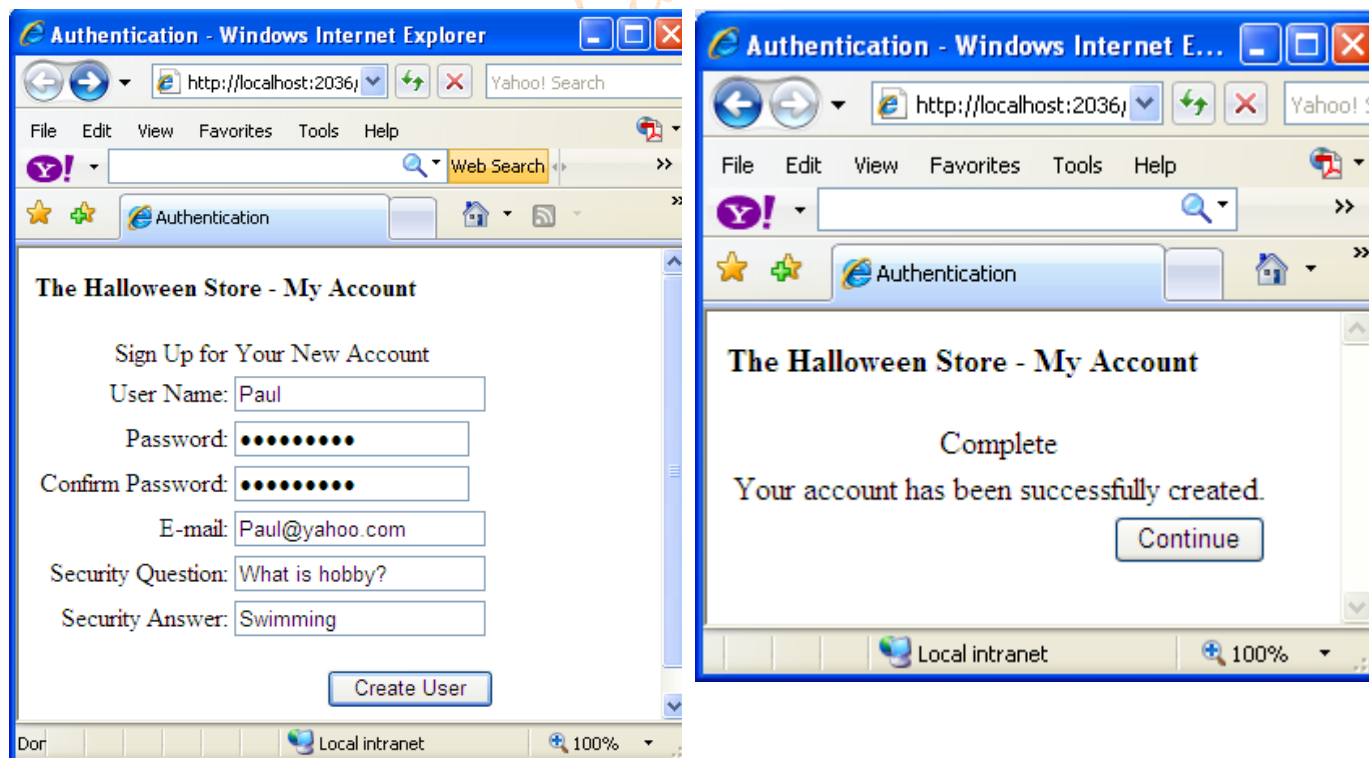 Authentication - Windows Internet Explorer
http://localhost:2036/
Yahoo! Search
File Edit View Favorites Tools Help
Y!
Web Search
Authentication
The Halloween Store - My Account
Sign Up for Your New Account
User Name: Paul
Password: •••••••••
Confirm Password: •••••••••
E-mail: Paul@yahoo.com
Security Question: What is hobby?
Security Answer: Swimming
Create User
Dor
Local intranet
100%
Authentication - Windows Internet E...
http://localhost:2036/
Yahoo!
File Edit View Favorites Tools Help
Y!
Authentication
The Halloween Store - My Account
Complete
Your account has been successfully created.
Continue
Local intranet
100%